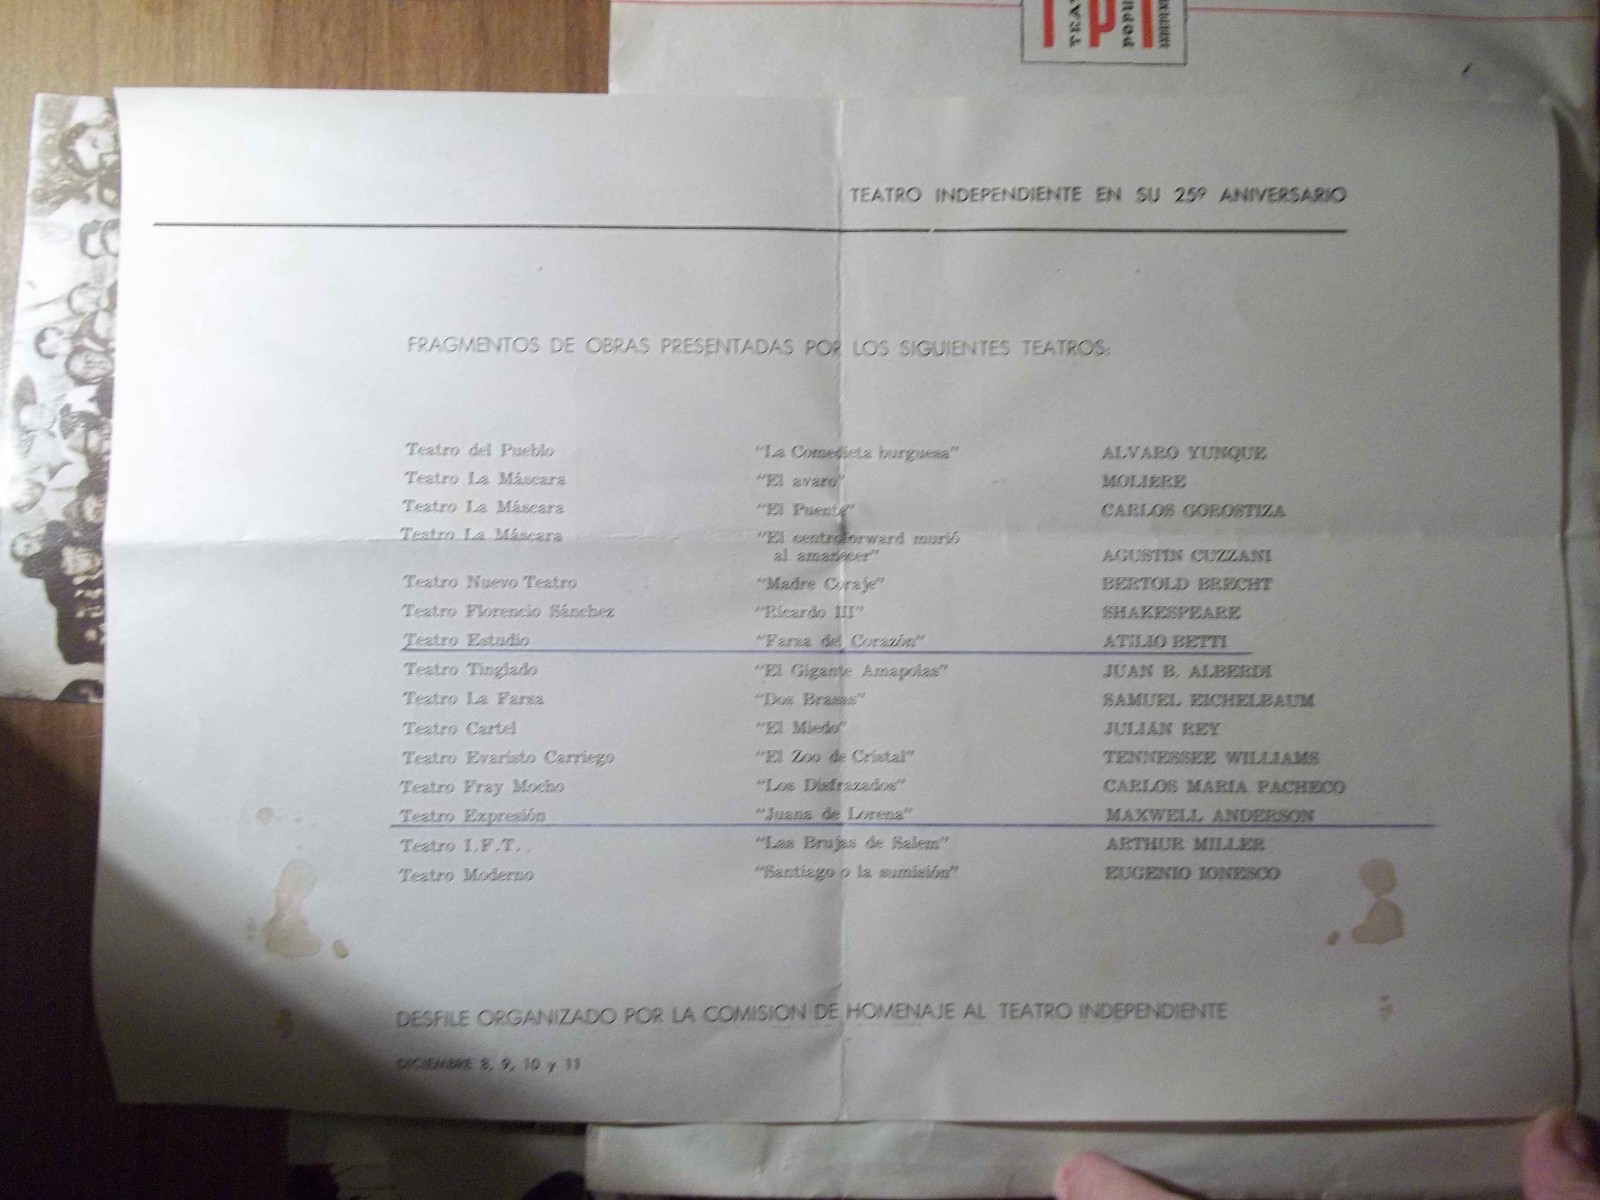 TEATRO INDEPENDIENTE EN SU 25º ANIVERSARIO
FRAGMENTOS DE OBRAS PRESENTADAS POR LOS SIGUIENTES TEATROS:
Teatro del Pueblo "La Comedieta burguesa" ALVARO YUNQUE
Teatro La Máscara "El avaro" MOLIERE
Teatro La Máscara "El Puente" CARLOS GOROSTIZA
Teatro La Máscara "El centroforward murió
al amanecer" AGUSTIN CUZZANI
Teatro Nuevo Teatro "Madre Coraje" BERTOLD BRECHT
Teatro Florencio Sánchez "Ricardo III" SHAKESPEARE
Teatro Estudio "Farsa del Corazón" ATILIO BETTI
Teatro Tinglado "El Gigante Amapolas" JUAN B. ALBERDI
Teatro La Farsa "Dos Brasas" SAMUEL EICHELBAUM
Teatro Cartel "El Miedo" JULIAN REY
Teatro Evaristo Carriego "El Zoo de Cristal" TENNESSEE WILLIAMS
Teatro Fray Mocho "Los Disfrazados" CARLOS MARIA PACHECO
Teatro Expresión "Juana de Lorena" MAXWELL ANDERSON
Teatro I.F.T. "Las Brujas de Salem" ARTHUR MILLER
Teatro Moderno "Santiago o la sumisión" EUGENIO IONESCO
DESFILE ORGANIZADO POR LA COMISION DE HOMENAJE AL TEATRO INDEPENDIENTE
DICIEMBRE 8, 9, 10 y 11